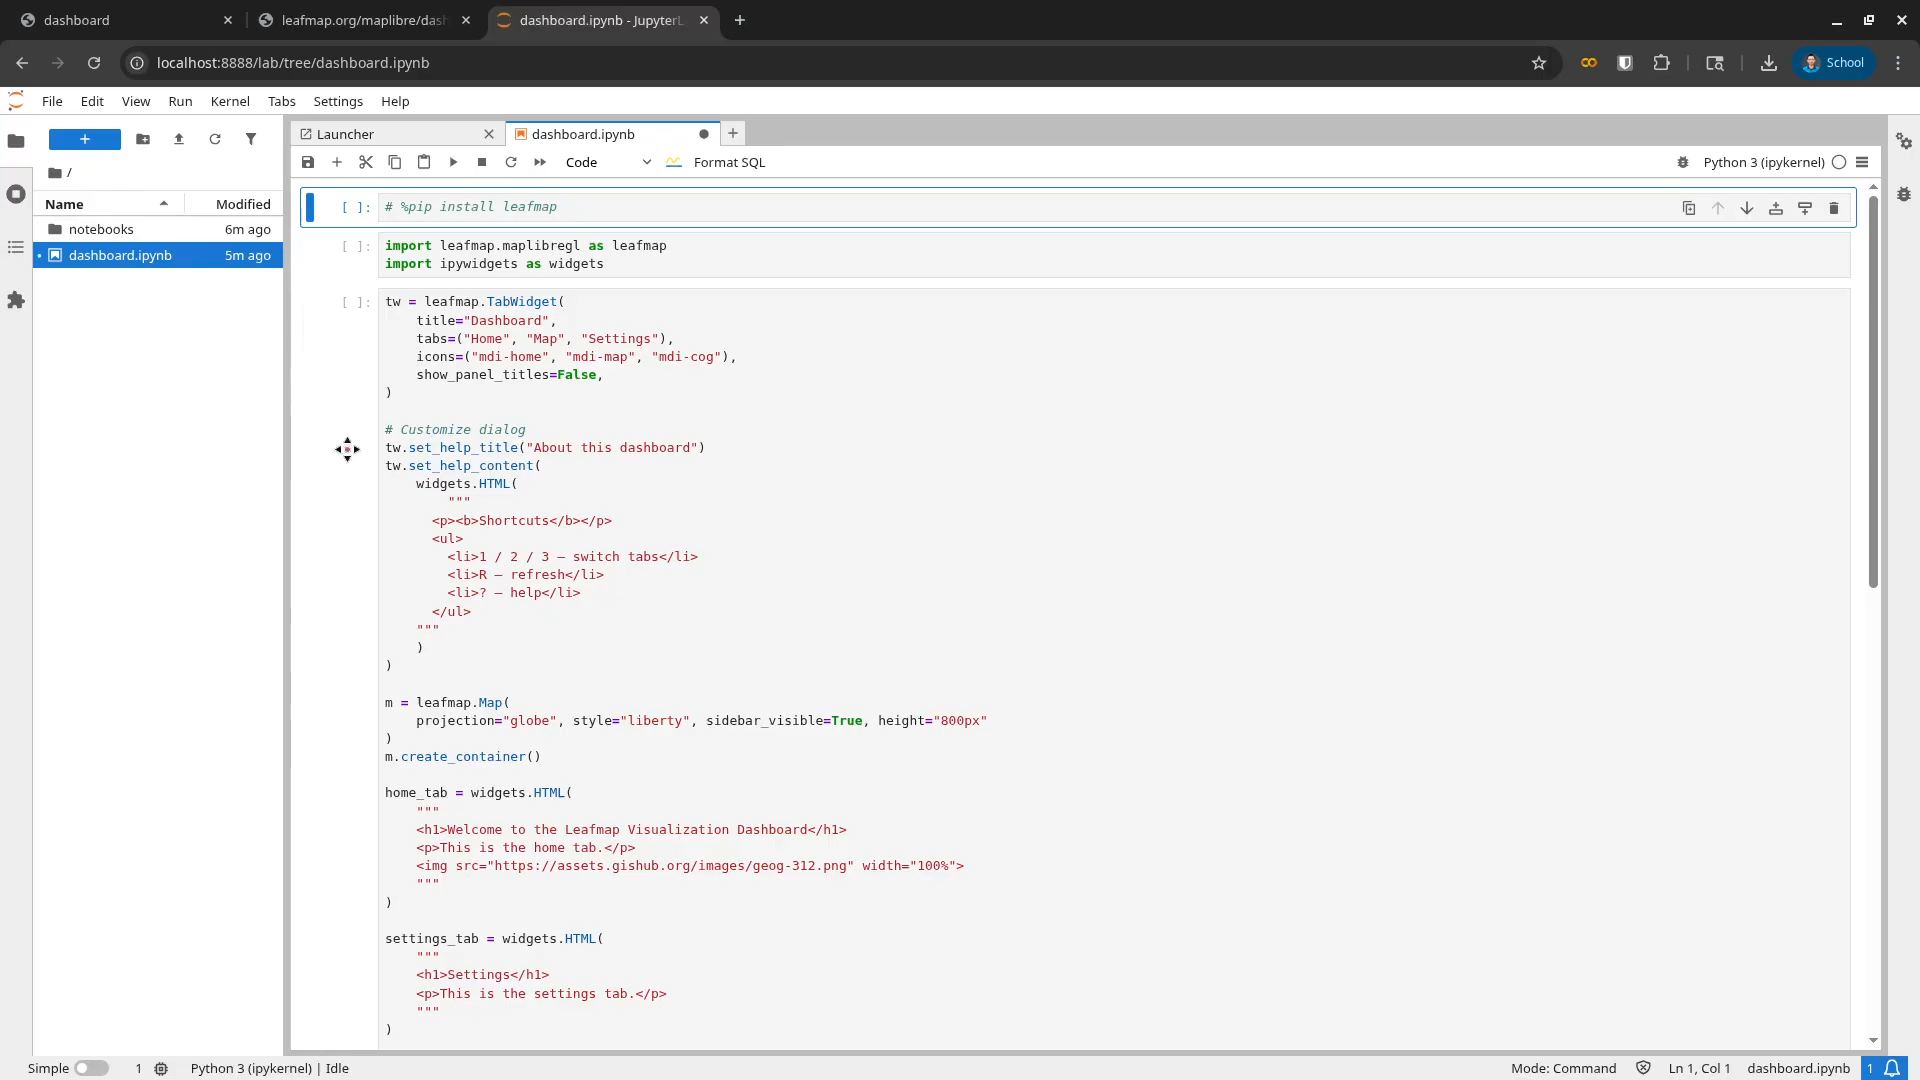 dashboard
leafmap.org/maplibre/dash
dashboard.ipynb - JupyterL
localhost:8888/lab/tree/dashboard.ipynb
School
File Edit View Run Kernel Tabs Settings Help
Launcher
dashboard.ipynb
Code
Format SQL
Python 3 (ipykernel)
/
Name Modified
notebooks 6m ago
dashboard.ipynb 5m ago
[ ]: # %pip install leafmap
[ ]: import leafmap.maplibregl as leafmap
import ipywidgets as widgets
[ ]: tw = leafmap.TabWidget(
title="Dashboard",
tabs=("Home", "Map", "Settings"),
icons=("mdi-home", "mdi-map", "mdi-cog"),
show_panel_titles=False,
)
# Customize dialog
tw.set_help_title("About this dashboard")
tw.set_help_content(
widgets.HTML(
"""
<p><b>Shortcuts</b></p>
<ul>
<li>1 / 2 / 3 — switch tabs</li>
<li>R — refresh</li>
<li>? — help</li>
</ul>
"""
)
)
m = leafmap.Map(
projection="globe", style="liberty", sidebar_visible=True, height="800px"
)
m.create_container()
home_tab = widgets.HTML(
"""
<h1>Welcome to the Leafmap Visualization Dashboard</h1>
<p>This is the home tab.</p>
<img src="https://assets.gishub.org/images/geog-312.png" width="100%">
"""
)
settings_tab = widgets.HTML(
"""
<h1>Settings</h1>
<p>This is the settings tab.</p>
"""
)
Simple 1 Python 3 (ipykernel) | Idle
Mode: Command Ln 1, Col 1 dashboard.ipynb 1